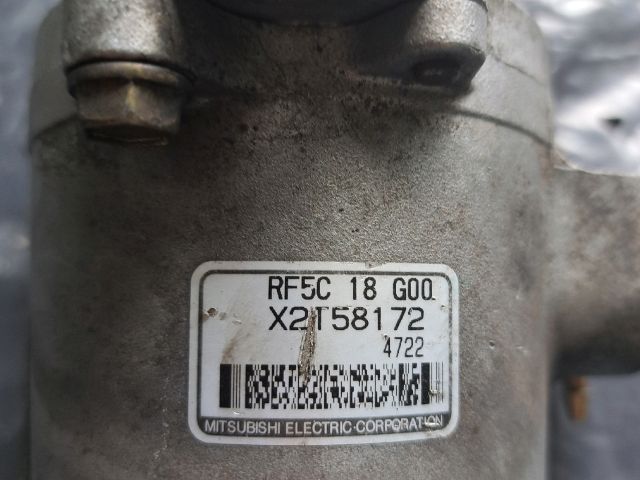 RF5C 18 G00
X2T58172
4722
MITSUBISHI ELECTRIC CORPORATION